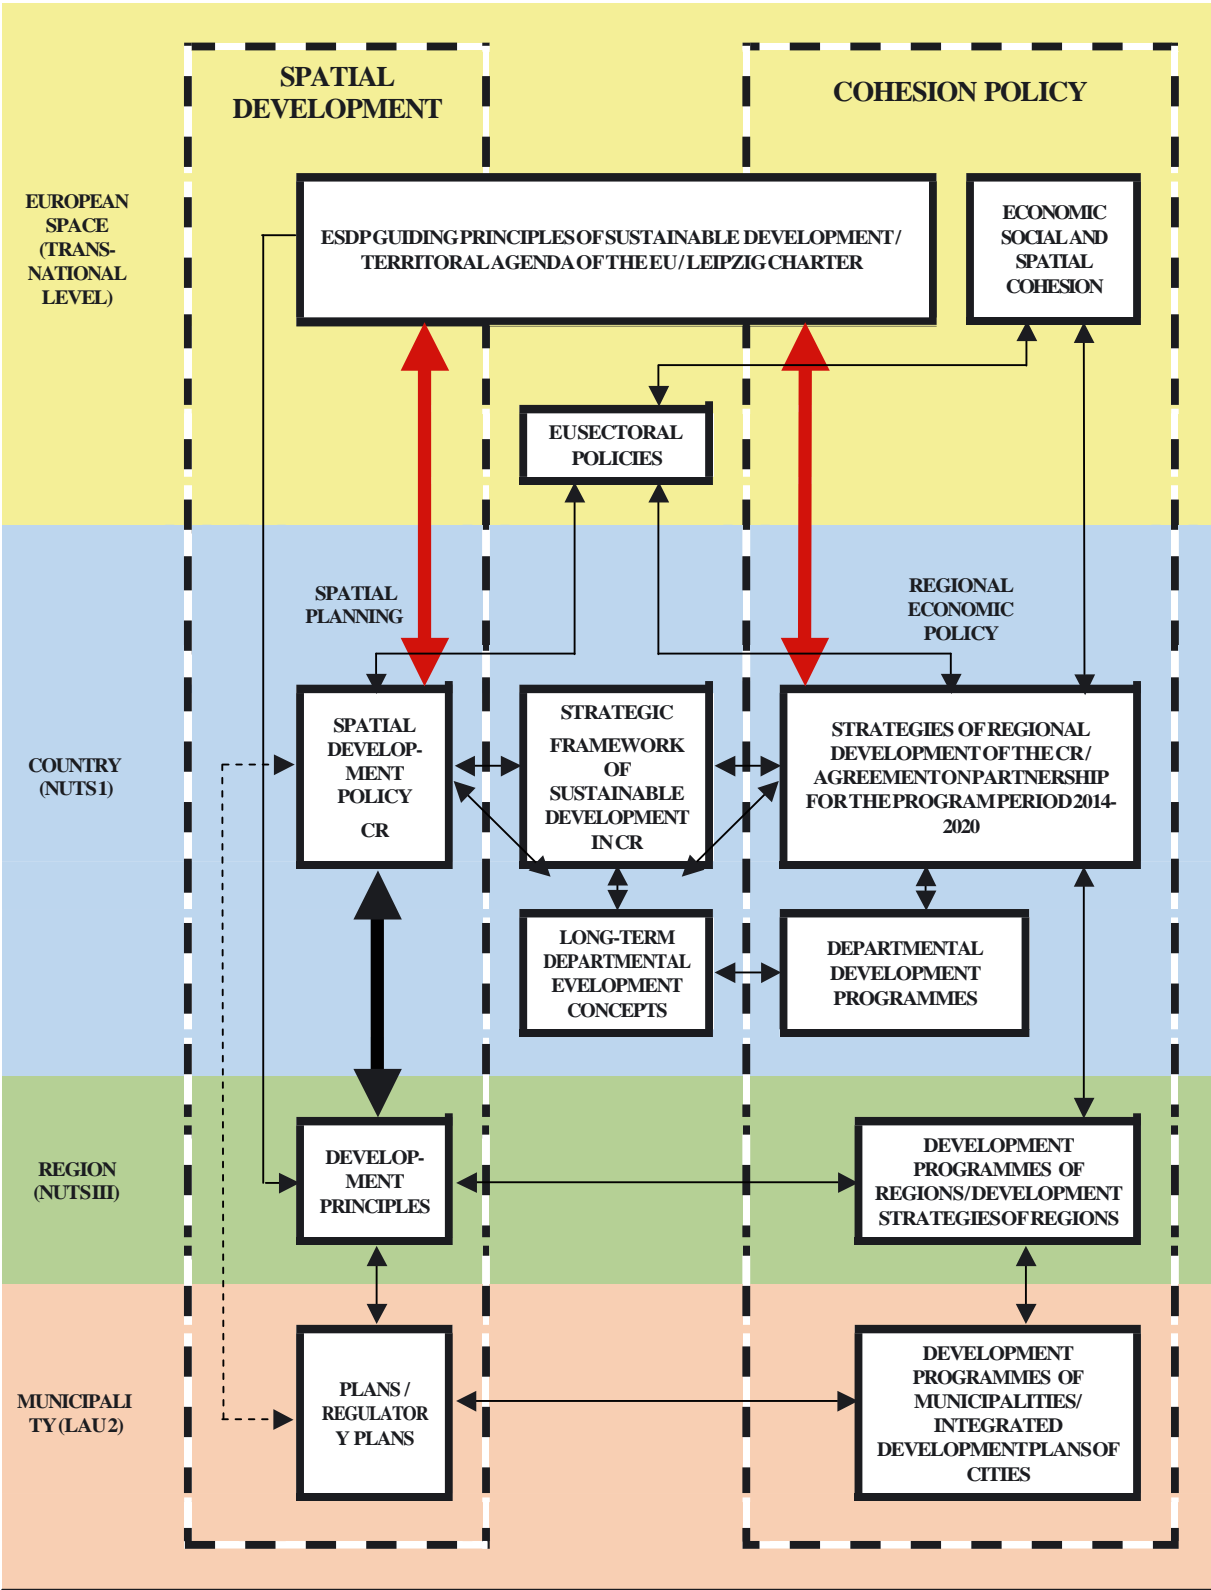 SPATIAL
DEVELOPMENT
COHESION POLICY
EUROPEAN
SPACE
(TRANS-
NATIONAL
LEVEL)
ESDP GUIDING PRINCIPLES OF SUSTAINABLE DEVELOPMENT /
TERRITORAL AGENDA OF THE EU / LEIPZIG CHARTER
ECONOMIC
SOCIAL AND
SPATIAL
COHESION
EU SECTORAL
POLICIES
SPATIAL
PLANNING
REGIONAL
ECONOMIC
POLICY
COUNTRY
(NUTS 1)
SPATIAL
DEVELOP-
MENT
POLICY
CR
STRATEGIC
FRAMEWORK
OF
SUSTAINABLE
DEVELOPMENT
IN CR
STRATEGIES OF REGIONAL
DEVELOPMENT OF THE CR /
AGREEMENT ON PARTNERSHIP
FOR THE PROGRAM PERIOD 2014-
2020
LONG-TERM
DEPARTMENTAL
EVELOPMENT
CONCEPTS
DEPARTMENTAL
DEVELOPMENT
PROGRAMMES
REGION
(NUTS III)
DEVELOP-
MENT
PRINCIPLES
DEVELOPMENT
PROGRAMMES OF
REGIONS/DEVELOPMENT
STRATEGIES OF REGIONS
MUNICIPALI
TY (LAU 2)
PLANS /
REGULATOR
Y PLANS
DEVELOPMENT
PROGRAMMES OF
MUNICIPALITIES/
INTEGRATED
DEVELOPMENT PLANS OF
CITIES